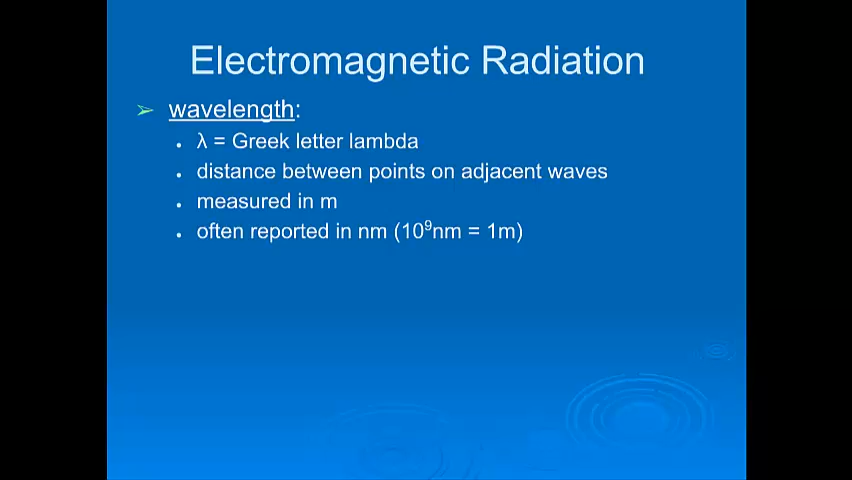 Electromagnetic Radiation
➢ wavelength:
• λ = Greek letter lambda
• distance between points on adjacent waves
• measured in m
• often reported in nm (10⁹nm = 1m)